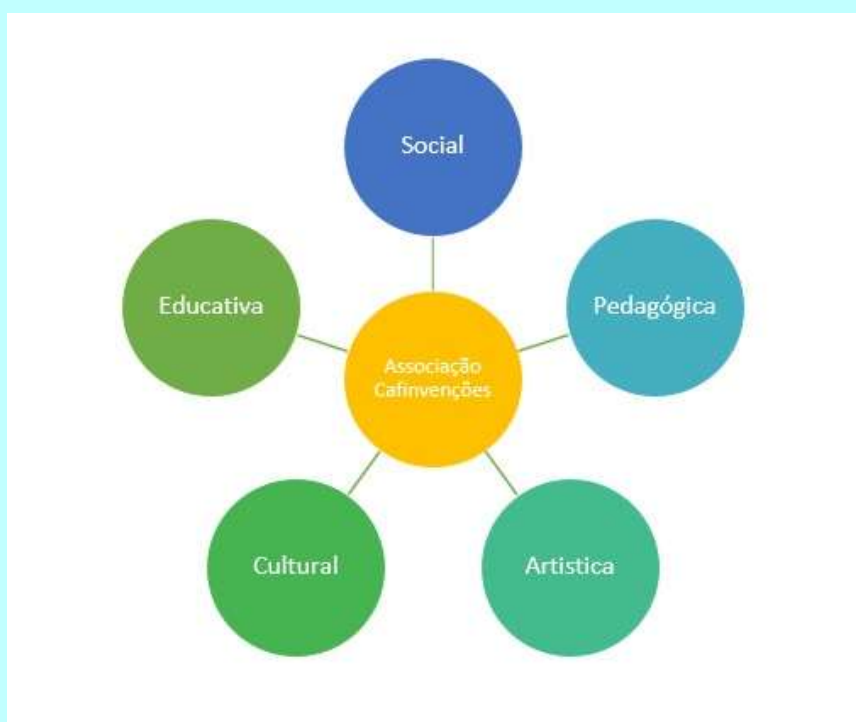 Social
Educativa
Pedagógica
Associação
Cafinvenções
Cultural
Artistica